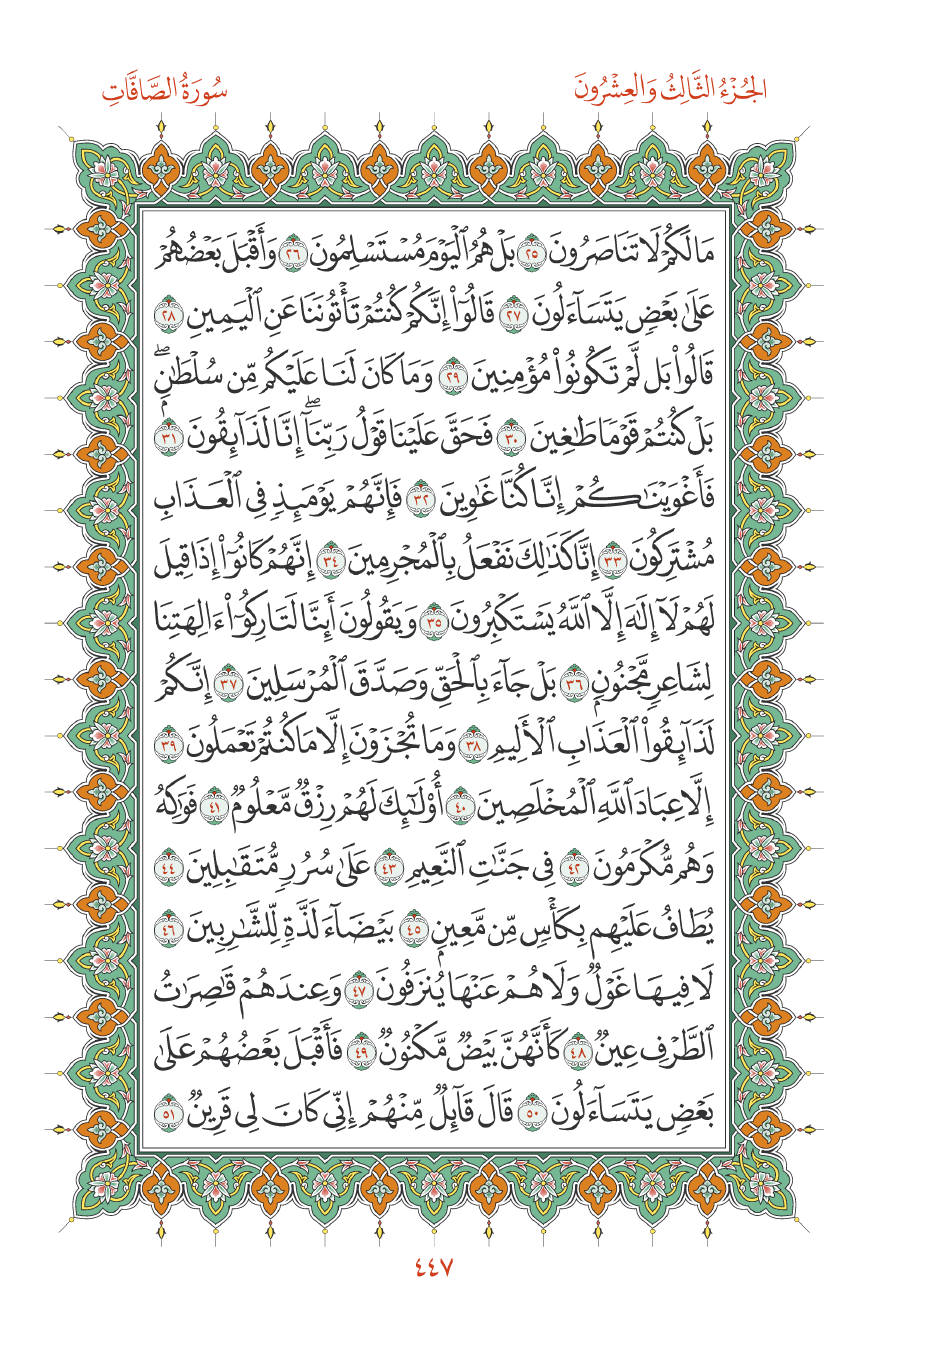 الجُزْءُ الثَّالِثُ وَالعِشْرُونَ
سُورَةُ الصَّافَّاتِ
مَا لَكُمْ لَا تَنَاصَرُونَ ٢٥ بَلْ هُمُ ٱلْيَوْمَ مُسْتَسْلِمُونَ ٢٦ وَأَقْبَلَ بَعْضُهُمْ
عَلَىٰ بَعْضٍ يَتَسَآءَلُونَ ٢٧ قَالُوٓا۟ إِنَّكُمْ كُنتُمْ تَأْتُونَنَا عَنِ ٱلْيَمِينِ ٢٨
قَالُوا۟ بَل لَّمْ تَكُونُوا۟ مُؤْمِنِينَ ٢٩ وَمَا كَانَ لَنَا عَلَيْكُم مِّن سُلْطَٰنٍۭ ۖ
بَلْ كُنتُمْ قَوْمًا طَٰغِينَ ٣٠ فَحَقَّ عَلَيْنَا قَوْلُ رَبِّنَآ ۖ إِنَّا لَذَآئِقُونَ ٣١
فَأَغْوَيْنَٰكُمْ إِنَّا كُنَّا غَٰوِينَ ٣٢ فَإِنَّهُمْ يَوْمَئِذٍ فِى ٱلْعَذَابِ
مُشْتَرِكُونَ ٣٣ إِنَّا كَذَٰلِكَ نَفْعَلُ بِٱلْمُجْرِمِينَ ٣٤ إِنَّهُمْ كَانُوٓا۟ إِذَا قِيلَ
لَهُمْ لَآ إِلَٰهَ إِلَّا ٱللَّهُ يَسْتَكْبِرُونَ ٣٥ وَيَقُولُونَ أَئِنَّا لَتَارِكُوٓا۟ ءَالِهَتِنَا
لِشَاعِرٍ مَّجْنُونٍۭ ٣٦ بَلْ جَآءَ بِٱلْحَقِّ وَصَدَّقَ ٱلْمُرْسَلِينَ ٣٧ إِنَّكُمْ
لَذَآئِقُوا۟ ٱلْعَذَابِ ٱلْأَلِيمِ ٣٨ وَمَا تُجْزَوْنَ إِلَّا مَا كُنتُمْ تَعْمَلُونَ ٣٩
إِلَّا عِبَادَ ٱللَّهِ ٱلْمُخْلَصِينَ ٤٠ أُو۟لَٰٓئِكَ لَهُمْ رِزْقٌ مَّعْلُومٌ ٤١ فَوَٰكِهُ
وَهُم مُّكْرَمُونَ ٤٢ فِى جَنَّٰتِ ٱلنَّعِيمِ ٤٣ عَلَىٰ سُرُرٍ مُّتَقَٰبِلِينَ ٤٤
يُطَافُ عَلَيْهِم بِكَأْسٍ مِّن مَّعِينٍۭ ٤٥ بَيْضَآءَ لَذَّةٍ لِّلشَّٰرِبِينَ ٤٦
لَا فِيهَا غَوْلٌ وَلَا هُمْ عَنْهَا يُنزَفُونَ ٤٧ وَعِندَهُمْ قَٰصِرَٰتُ
ٱلطَّرْفِ عِينٌ ٤٨ كَأَنَّهُنَّ بَيْضٌ مَّكْنُونٌ ٤٩ فَأَقْبَلَ بَعْضُهُمْ عَلَىٰ
بَعْضٍ يَتَسَآءَلُونَ ٥٠ قَالَ قَآئِلٌ مِّنْهُمْ إِنِّى كَانَ لِى قَرِينٌ ٥١
٤٤٧